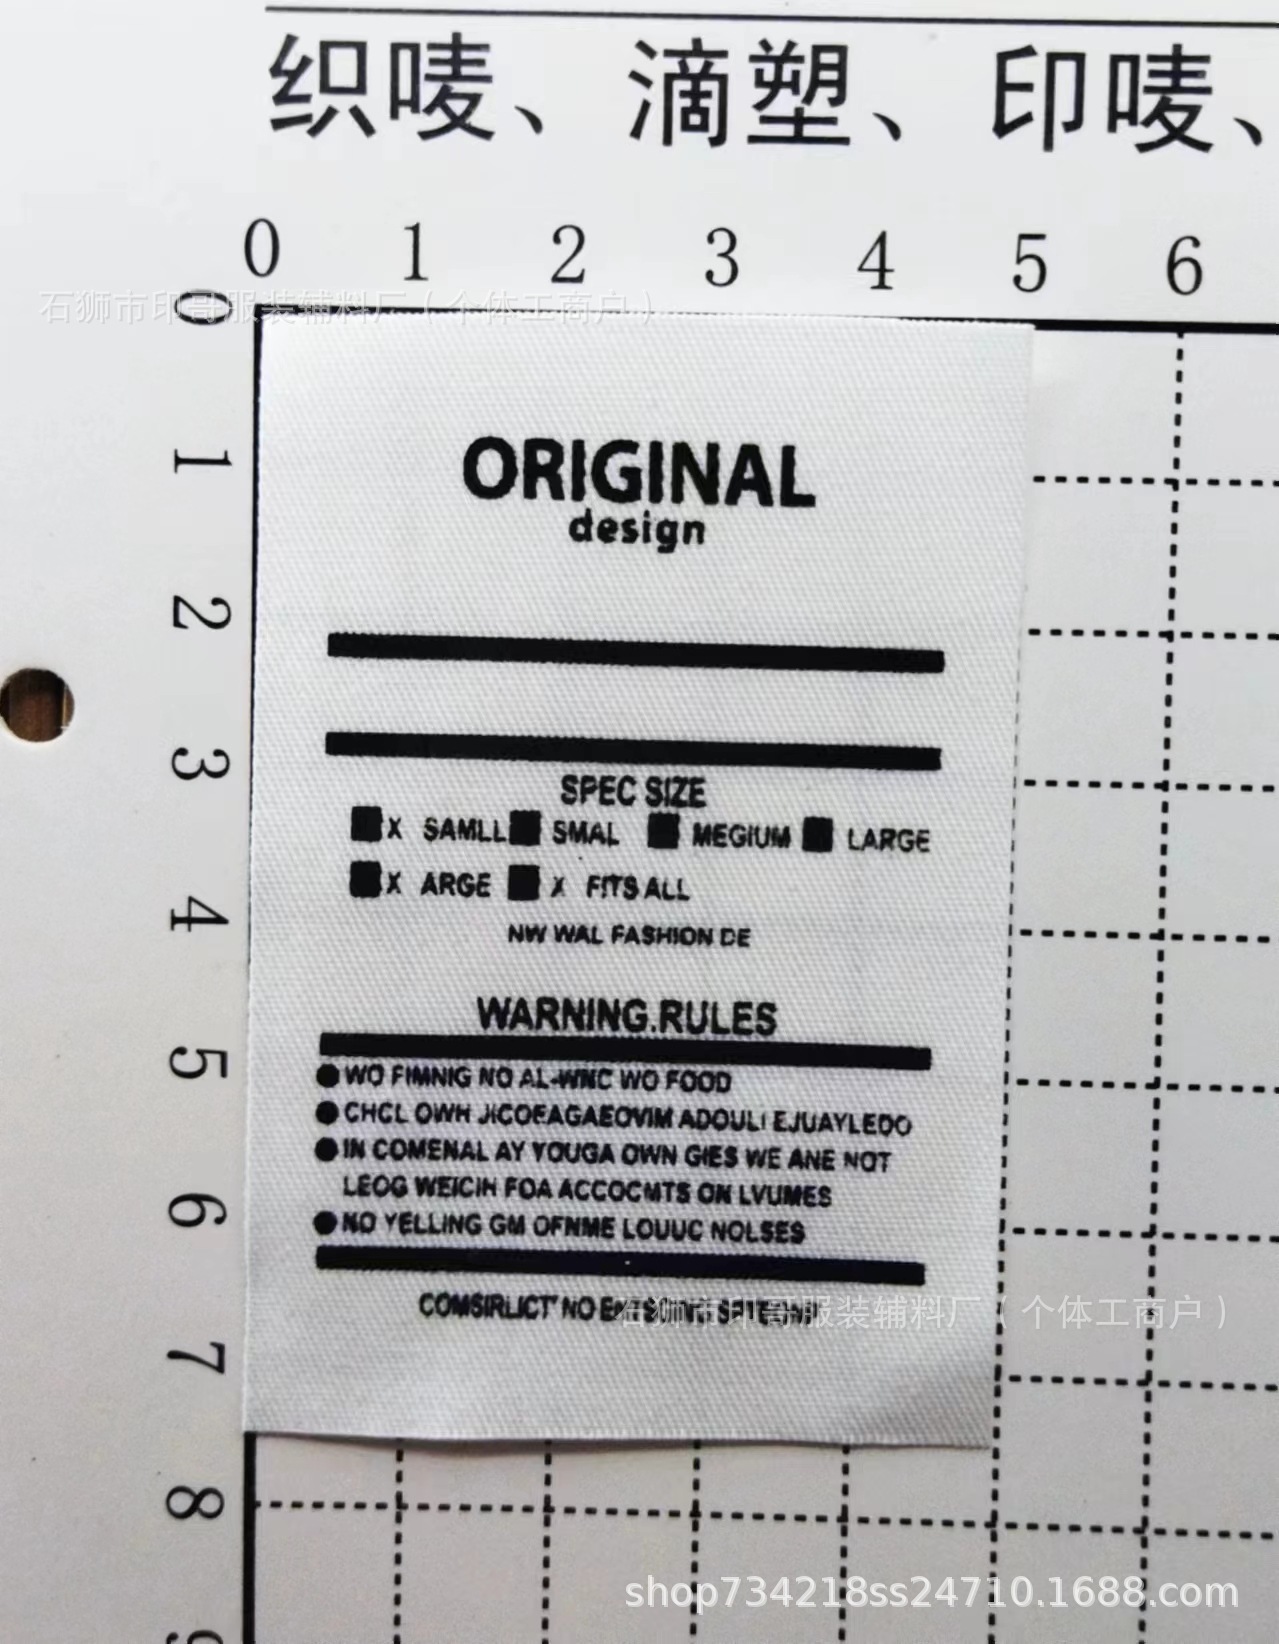 织唛、滴塑、印唛、
0 1 2 3 4 5 6
0
石狮市印哥服装辅料厂（个体工商户）
1
ORIGINAL
design
2
3
SPEC SIZE
X SAMLL SMAL MEGIUM LARGE
X ARGE X FITS ALL
4
NW WAL FASHION DE
WARNING.RULES
5
WO FIMNIG NO AL-WNC WO FOOD
CHCL OWH JICOEAGAEOVIM ADOULI EJUAYLEDO
IN COMENAL AY YOUGA OWN GIES WE ANE NOT
LEOG WEICIH FOA ACCOCMTS ON LVUMES
6
NO YELLING GM OFNME LOUUC NOLSES
COMSIRLICT' NO
石狮市印哥服装辅料厂（个体工商户）
7
8
shop734218ss24710.1688.com
9